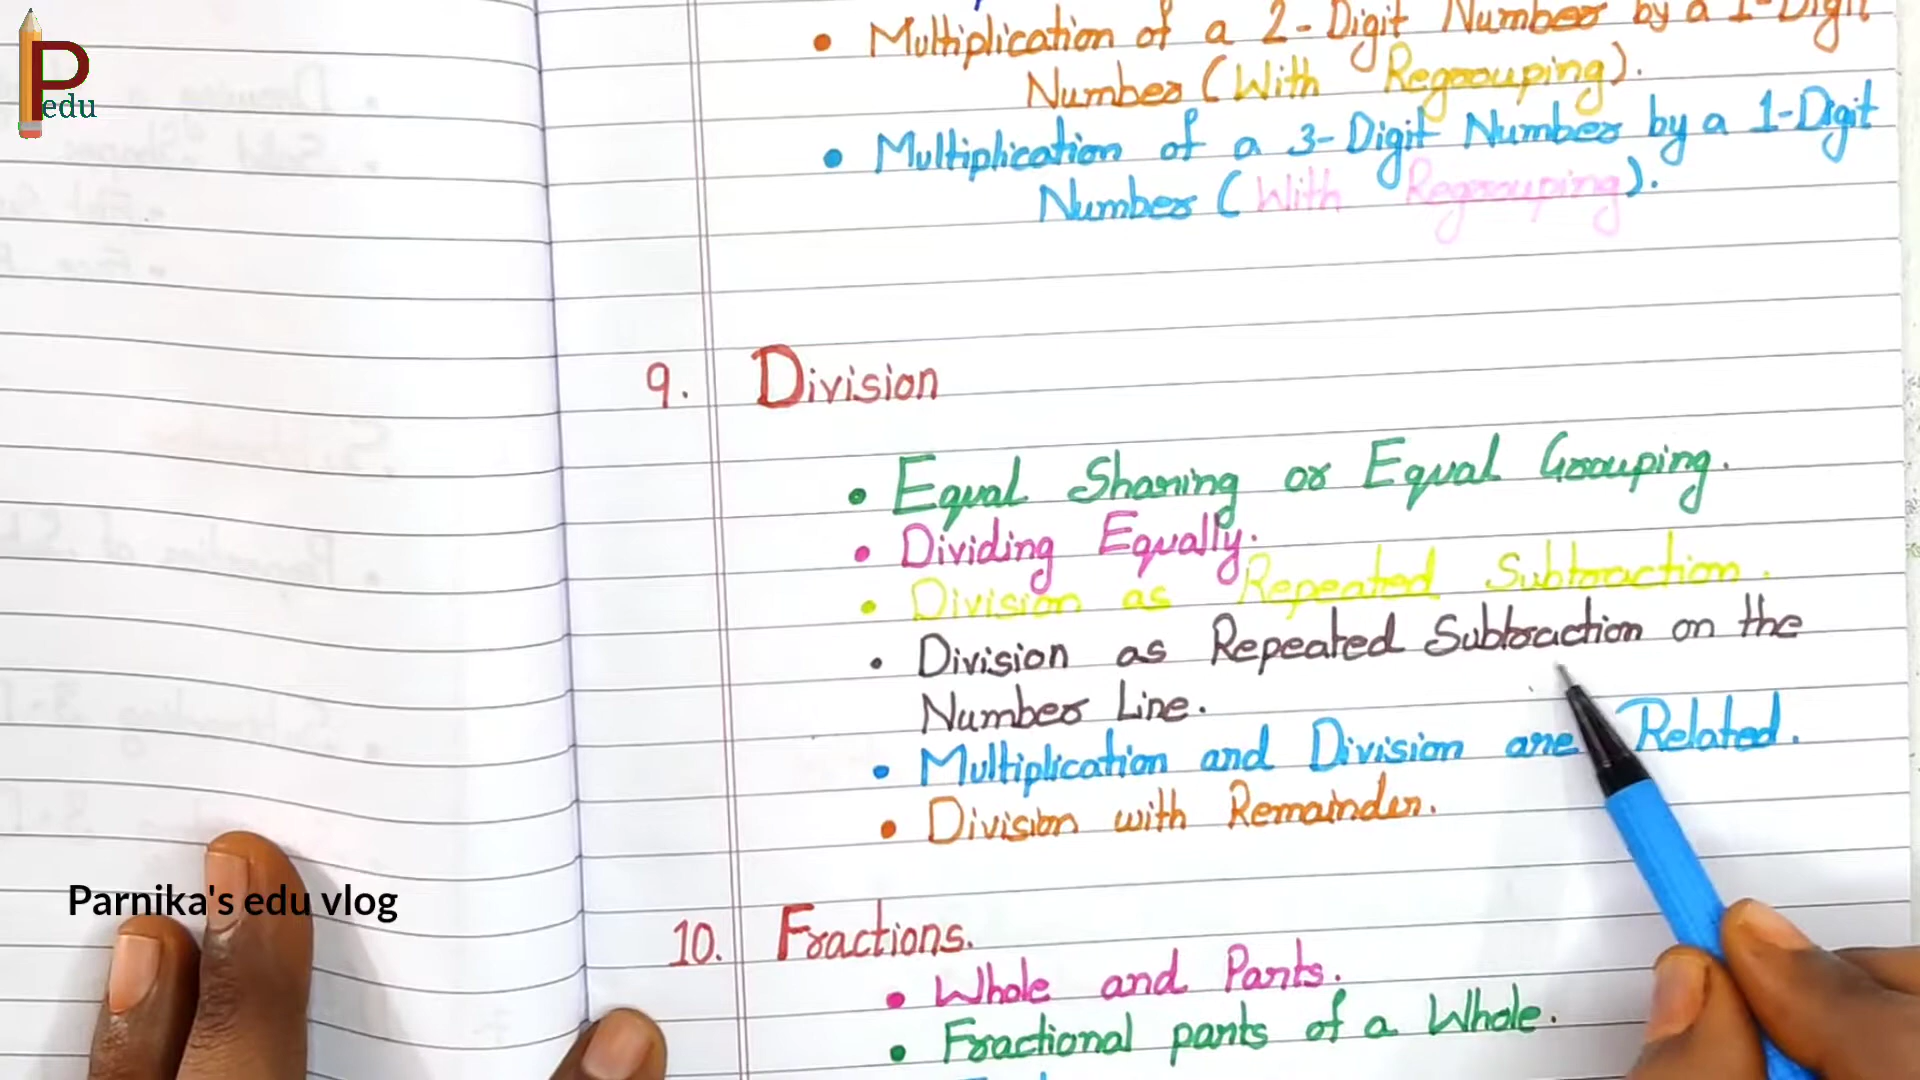 P
edu
• Multiplication of a 2-Digit Number by a 1-Digit
Number (With Regrouping).
• Multiplication of a 3-Digit Number by a 1-Digit
Number (With Regrouping).
9. Division
• Equal Sharing or Equal Grouping.
• Dividing Equally.
• Division as Repeated Subtraction.
• Division as Repeated Subtraction on the
Number Line.
• Multiplication and Division are Related.
• Division with Remainder.
10. Fractions.
• Whole and Parts.
• Fractional parts of a Whole.
Parnika's edu vlog